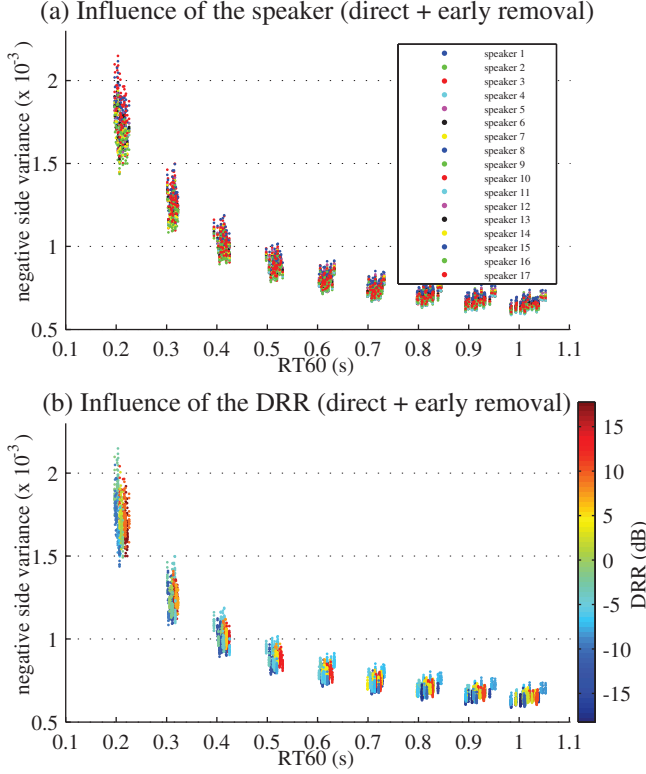 (a) Influence of the speaker (direct + early removal)
negative side variance (x 10⁻³)
2
1.5
1
0.5
speaker 1
speaker 2
speaker 3
speaker 4
speaker 5
speaker 6
speaker 7
speaker 8
speaker 9
speaker 10
speaker 11
speaker 12
speaker 13
speaker 14
speaker 15
speaker 16
speaker 17
0.1 0.2 0.3 0.4 0.5 0.6 0.7 0.8 0.9 1 1.1
RT60 (s)
(b) Influence of the DRR (direct + early removal)
negative side variance (x 10⁻³)
2
1.5
1
0.5
0.1 0.2 0.3 0.4 0.5 0.6 0.7 0.8 0.9 1 1.1
RT60 (s)
15
10
5
0
-5
-10
-15
DRR (dB)